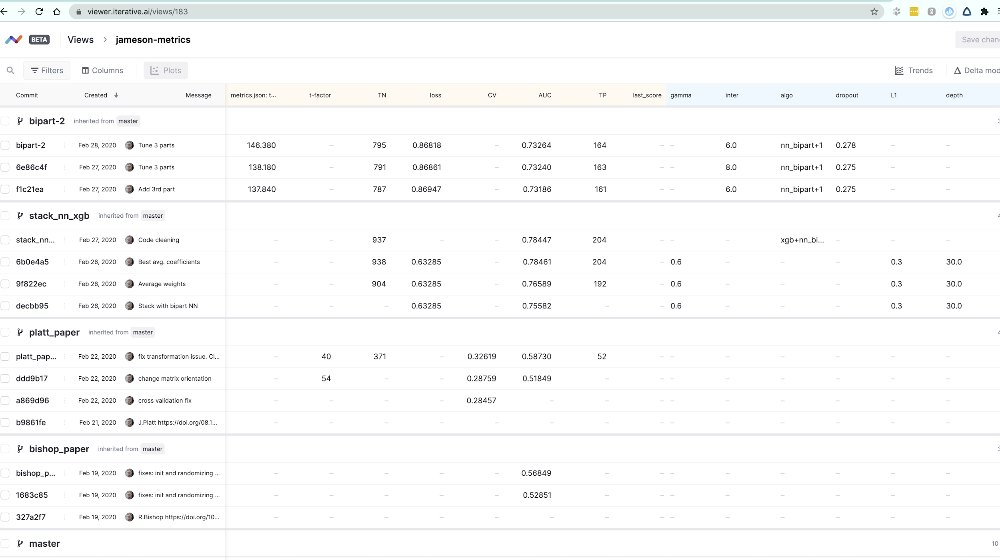 viewer.iterative.ai/views/183
BETA Views > jameson-metrics Save chang
Filters Columns Plots Trends Delta mod
Commit Created Message metrics.json: t... t-factor TN loss CV AUC TP last_score gamma inter algo dropout L1 depth
bipart-2 inherited from master 3
bipart-2 Feb 28, 2020 Tune 3 parts 146.380 – 795 0.86818 – 0.73264 164 – – 6.0 nn_bipart+1 0.278 – –
6e86c4f Feb 27, 2020 Tune 3 parts 138.180 – 791 0.86861 – 0.73240 163 – – 8.0 nn_bipart+1 0.275 – –
f1c21ea Feb 27, 2020 Add 3rd part 137.840 – 787 0.86947 – 0.73186 161 – – 6.0 nn_bipart+1 0.275 – –
stack_nn_xgb inherited from master 4
stack_nn... Feb 27, 2020 Code cleaning – – 937 – – 0.78447 204 – – – xgb+nn_bi... – – –
6b0e4a5 Feb 26, 2020 Best avg. coefficients – – 938 0.63285 – 0.78461 204 – 0.6 – – – 0.3 30.0
9f822ec Feb 26, 2020 Average weights – – 904 0.63285 – 0.76589 192 – 0.6 – – – 0.3 30.0
decbb95 Feb 26, 2020 Stack with bipart NN – – – 0.63285 – 0.75582 – – 0.6 – – – 0.3 30.0
platt_paper inherited from master 4
platt_pap... Feb 22, 2020 fix transformation issue. Cl... – 40 371 – 0.32619 0.58730 52 – – – – – – –
ddd9b17 Feb 22, 2020 change matrix orientation – 54 – – 0.28759 0.51849 – – – – – – – –
a869d96 Feb 22, 2020 cross validation fix – – – – 0.28457 – – – – – – – – –
b9861fe Feb 21, 2020 J.Platt https://doi.org/08.1... – – – – – – – – – – – – – –
bishop_paper inherited from master 3
bishop_p... Feb 19, 2020 fixes: init and randomizing ... – – – – – 0.56849 – – – – – – – –
1683c85 Feb 19, 2020 fixes: init and randomizing ... – – – – – 0.52851 – – – – – – – –
327a2f7 Feb 19, 2020 R.Bishop https://doi.org/10... – – – – – – – – – – – – – –
master 10